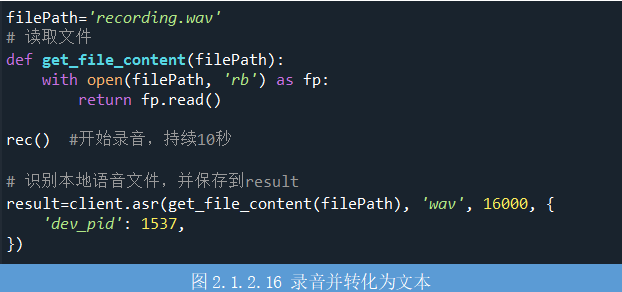 filePath='recording.wav'
# 读取文件
def get_file_content(filePath):
    with open(filePath, 'rb') as fp:
        return fp.read()

rec()  #开始录音，持续10秒

# 识别本地语音文件，并保存到result
result=client.asr(get_file_content(filePath), 'wav', 16000, {
    'dev_pid': 1537,
})
图2.1.2.16 录音并转化为文本